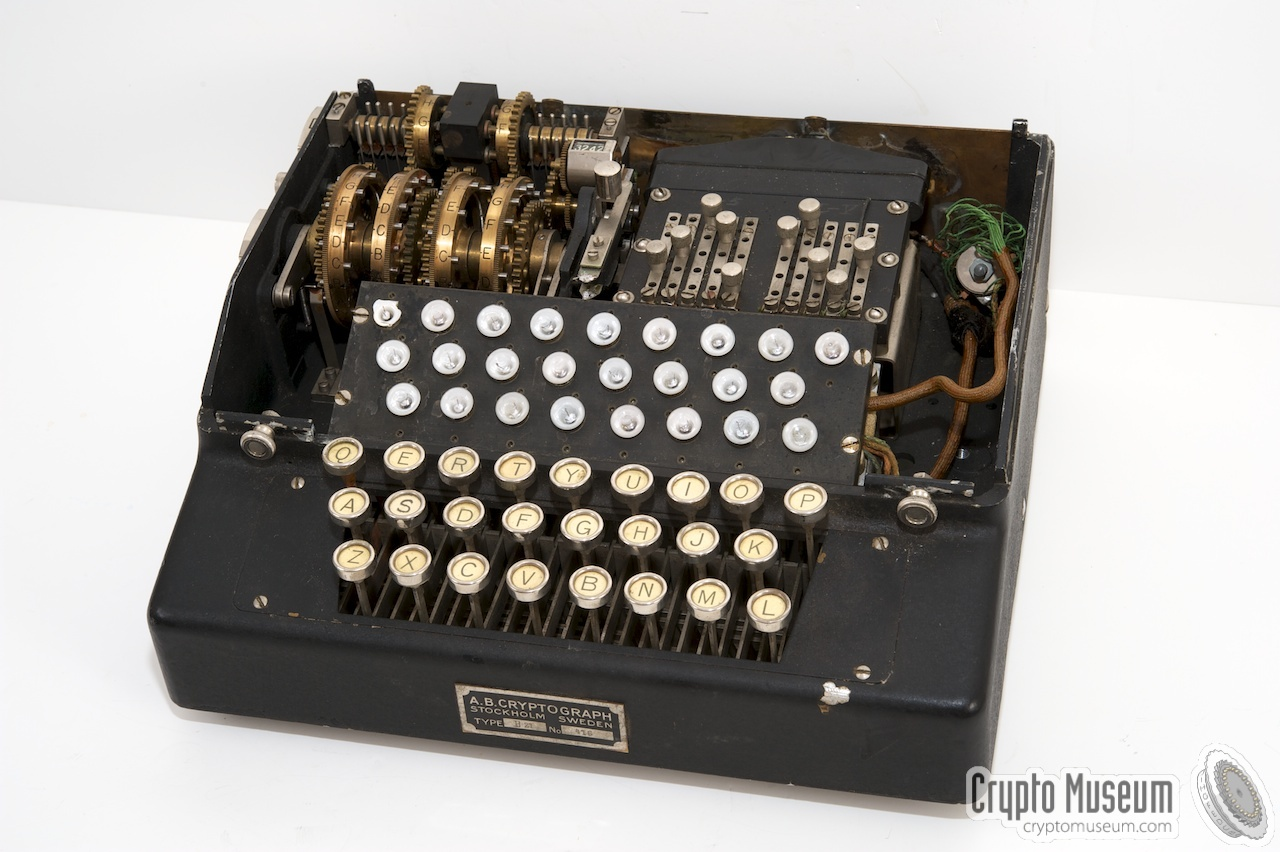 G
F
E
D
D
C
B
F
E
D
C
G
F
E
Q E R T Y U I O P
A S D F G H J K
Z X C V B N M L
A.B.CRYPTOGRAPH
STOCKHOLM SWEDEN
TYPE No
Crypto Museum
cryptomuseum.com